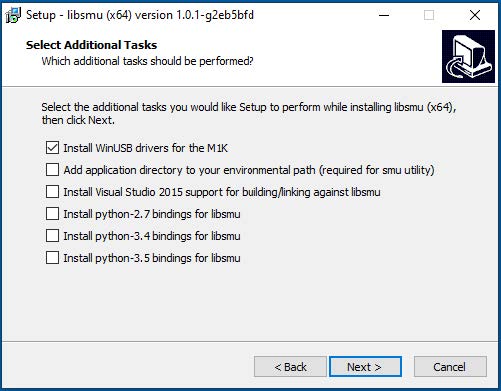 Setup - libsmu (x64) version 1.0.1-g2eb5bfd
Select Additional Tasks
Which additional tasks should be performed?
Select the additional tasks you would like Setup to perform while installing libsmu (x64),
then click Next.
Install WinUSB drivers for the M1K
Add application directory to your environmental path (required for smu utility)
Install Visual Studio 2015 support for building/linking against libsmu
Install python-2.7 bindings for libsmu
Install python-3.4 bindings for libsmu
Install python-3.5 bindings for libsmu
< Back
Next >
Cancel